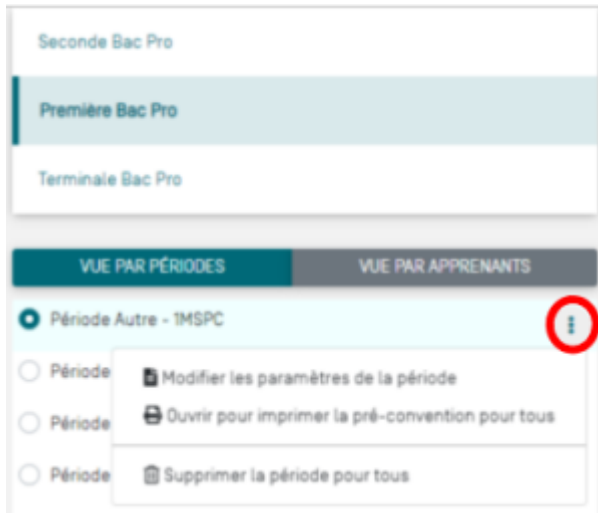 Seconde Bac Pro
Première Bac Pro
Terminale Bac Pro
VUE PAR PÉRIODES VUE PAR APPRENANTS
Période Autre - 1MSPC
Période
Modifier les paramètres de la période
Ouvrir pour imprimer la pré-convention pour tous
Période
Période
Supprimer la période pour tous